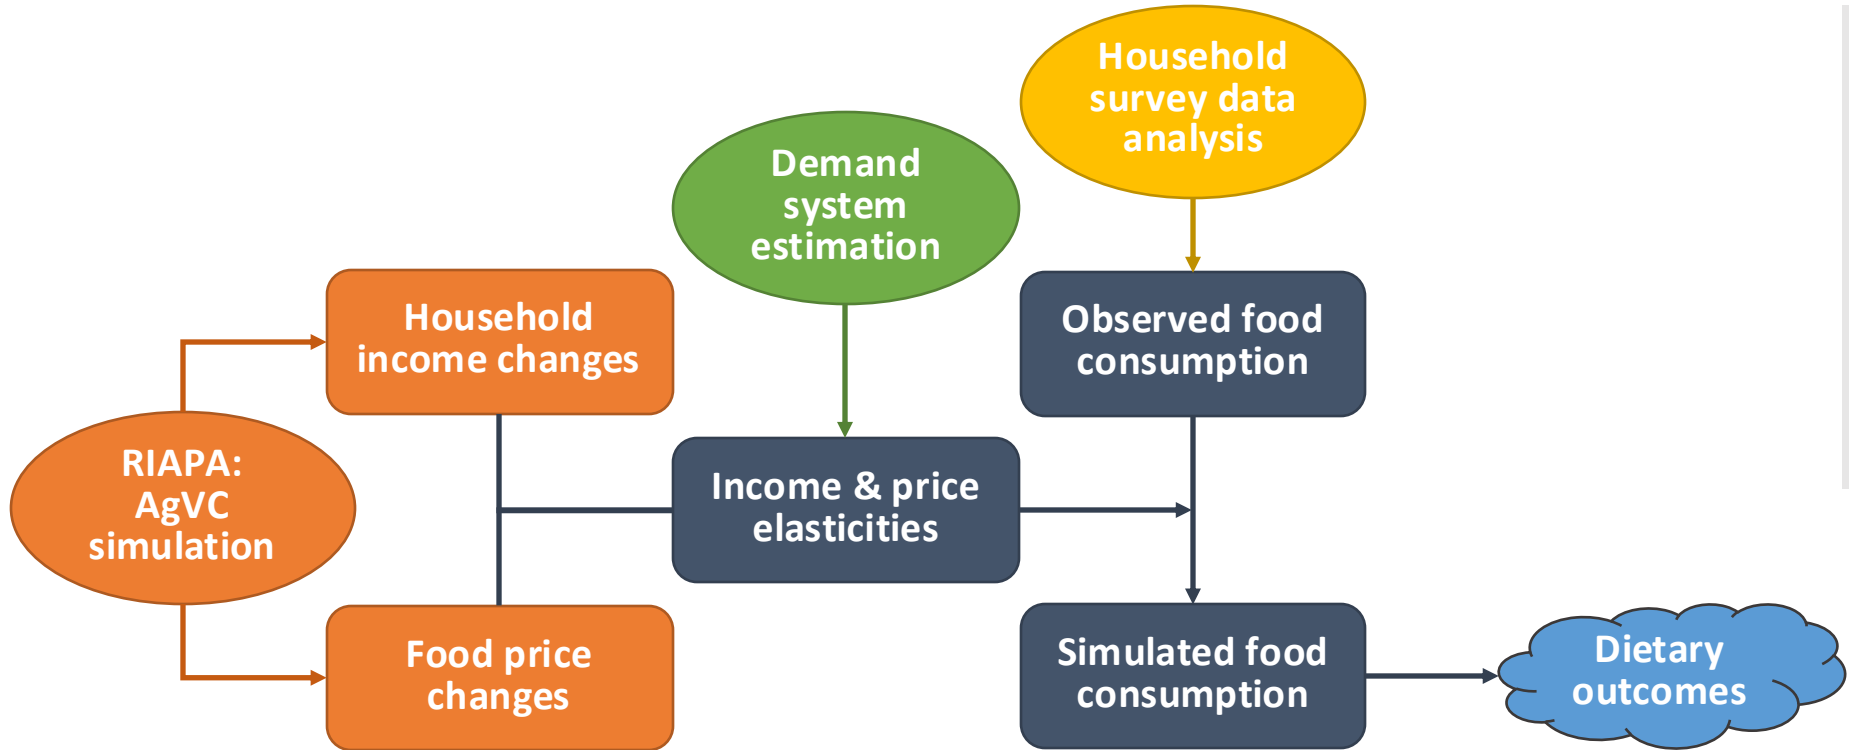 Household
survey data
analysis
Demand
system
estimation
Household
income changes
Observed food
consumption
RIAPA:
AgVC
simulation
Income & price
elasticities
Food price
changes
Simulated food
consumption
Dietary
outcomes